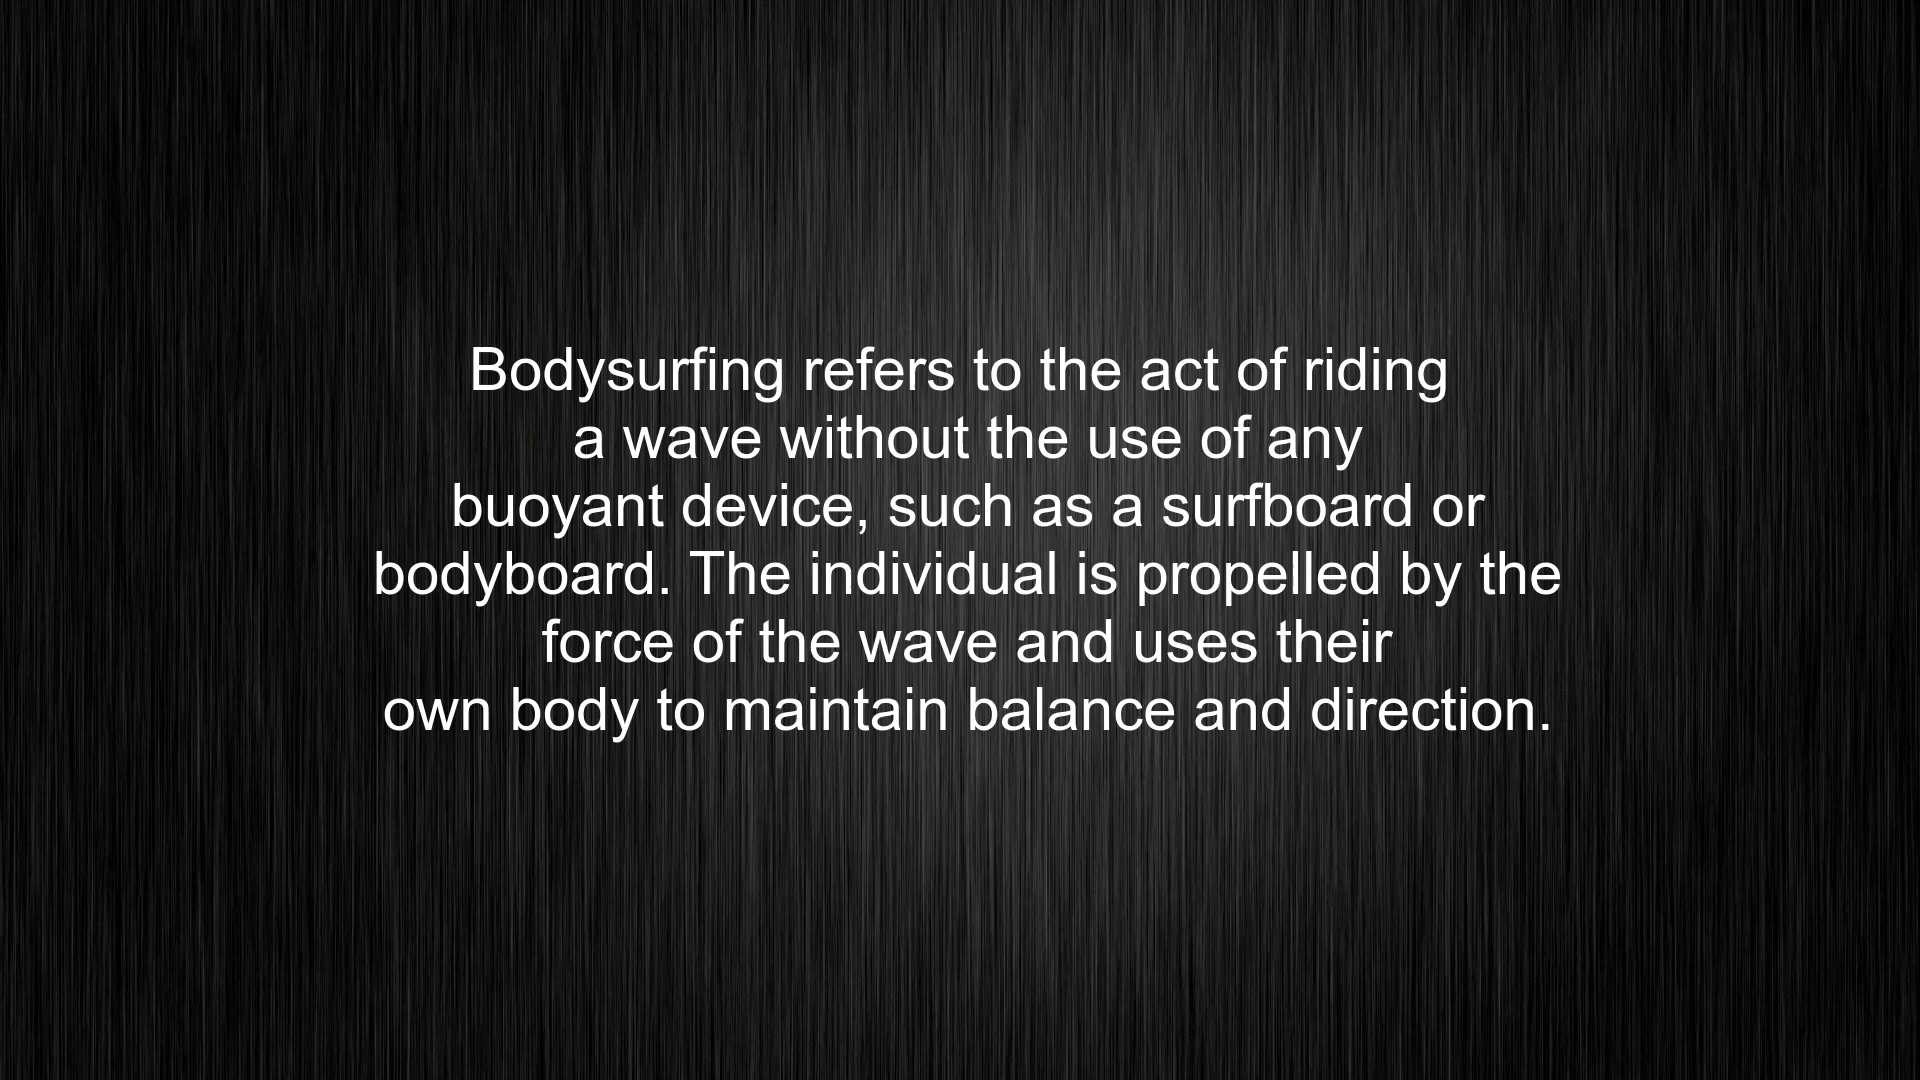 Bodysurfing refers to the act of riding
a wave without the use of any
buoyant device, such as a surfboard or
bodyboard. The individual is propelled by the
force of the wave and uses their
own body to maintain balance and direction.